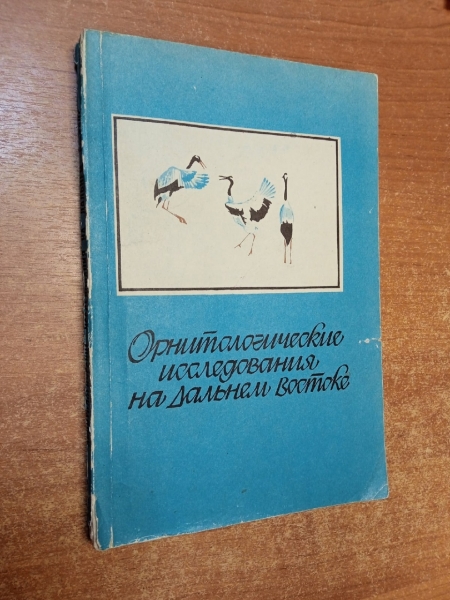 Орнитологические
исследования
на Дальнем Востоке